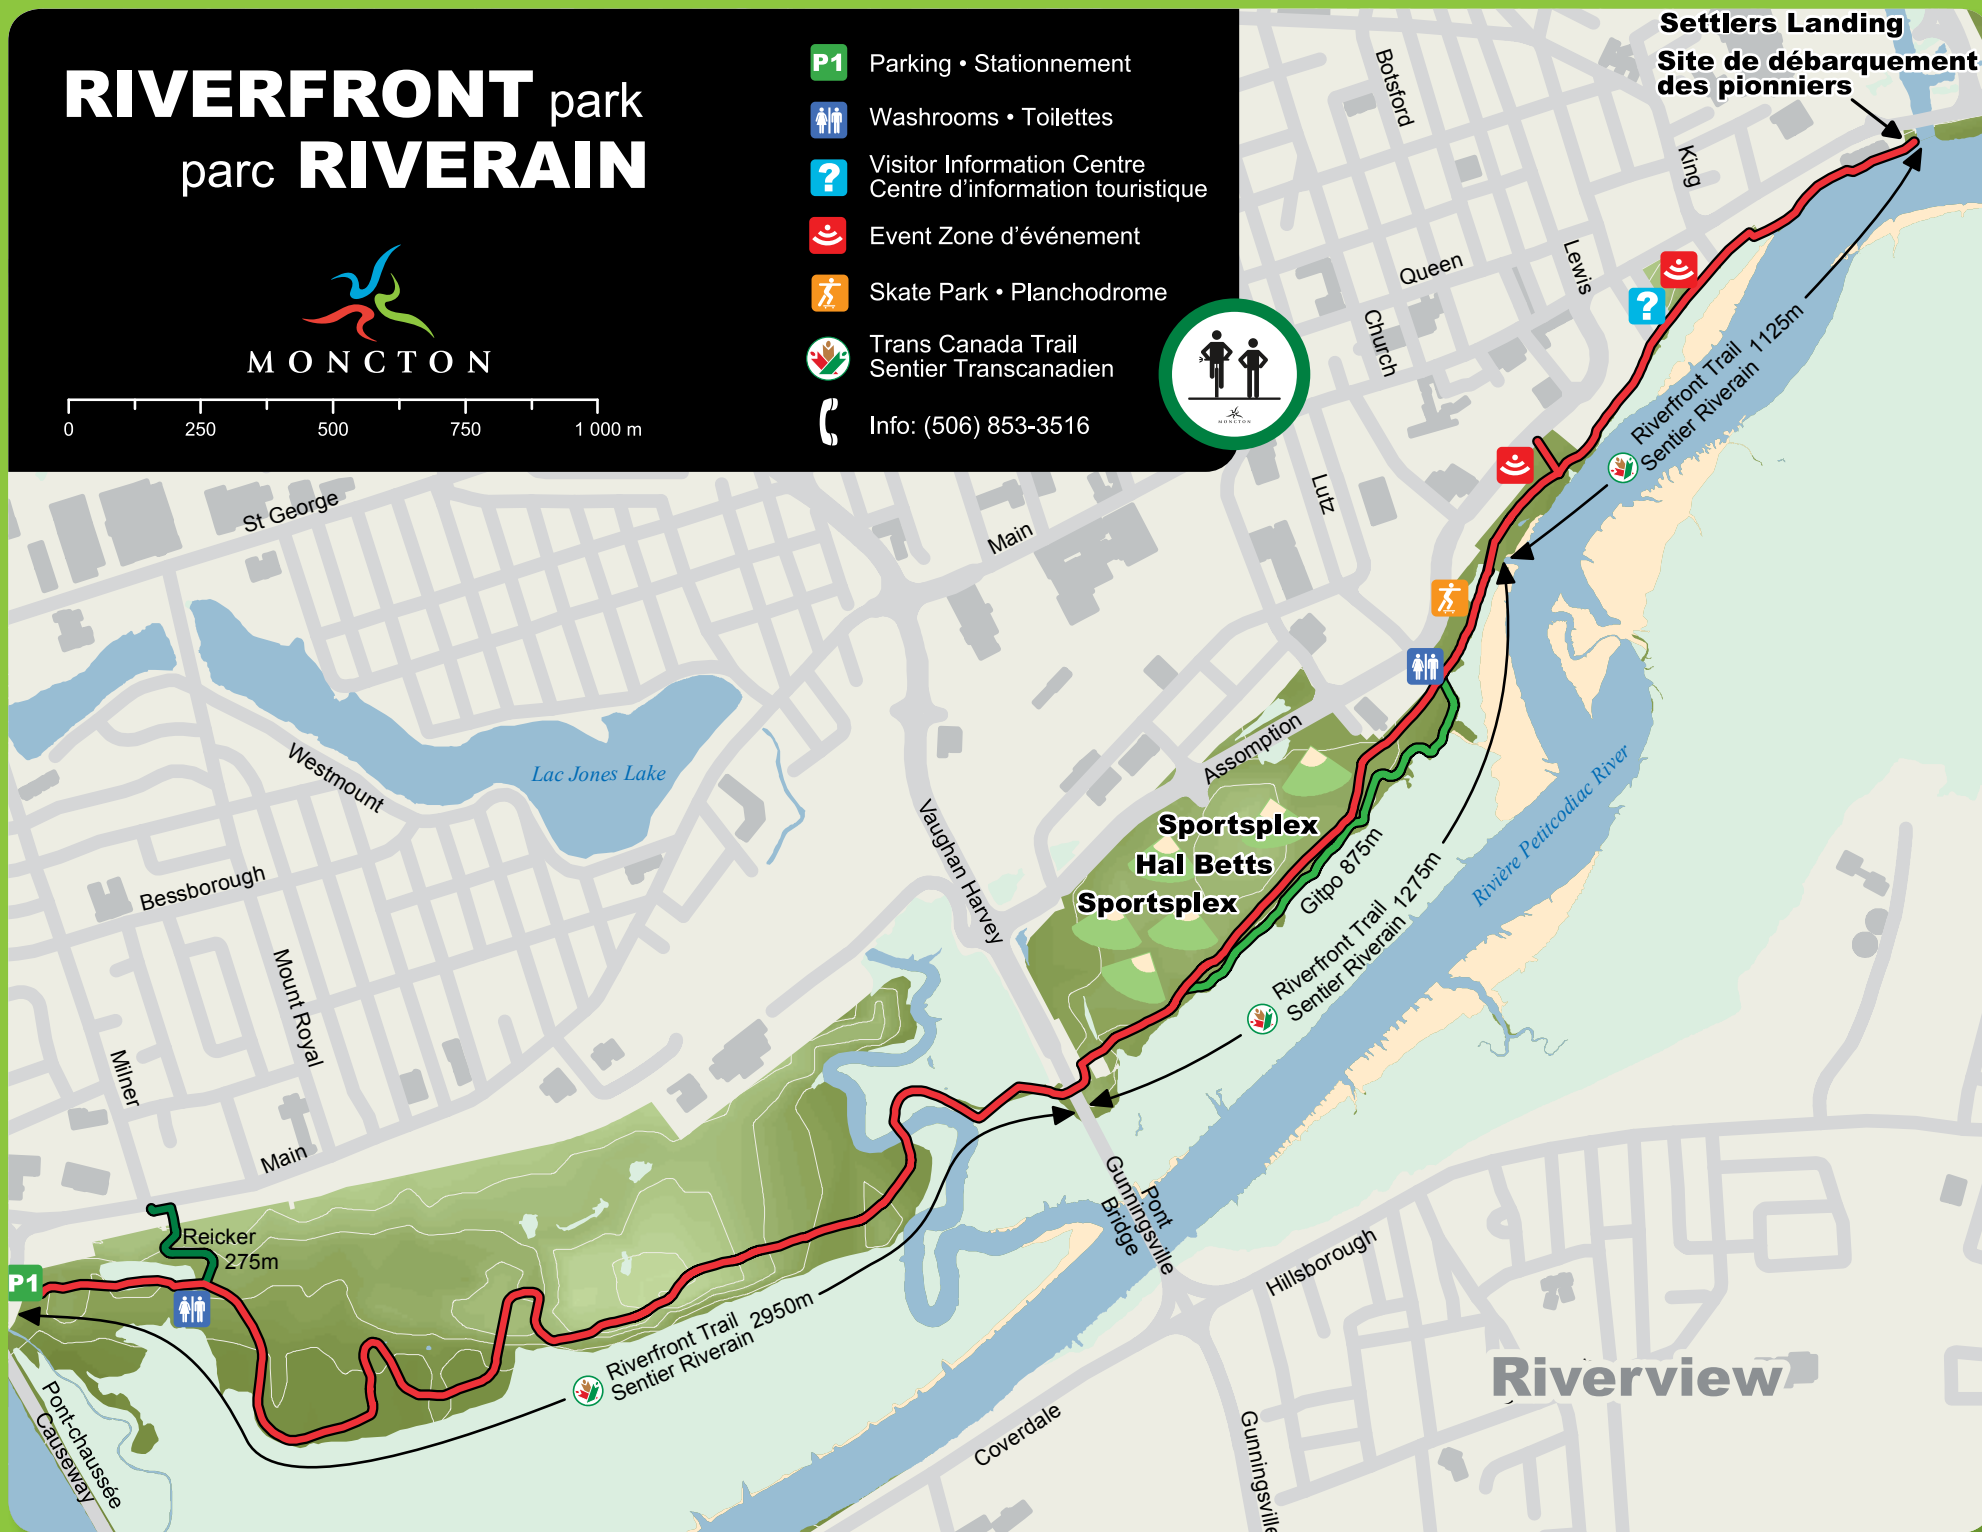 RIVERFRONT park
parc RIVERAIN
MONCTON
0 250 500 750 1 000 m
P1 Parking • Stationnement
Washrooms • Toilettes
? Visitor Information Centre
Centre d'information touristique
Event Zone d'événement
Skate Park • Planchodrome
Trans Canada Trail
Sentier Transcanadien
Info: (506) 853-3516
MONCTON
Settlers Landing
Site de débarquement
des pionniers
Botsford
King
Queen
Lewis
Church
?
Riverfront Trail
Sentier Riverain 1125m
Lutz
St George
Main
Westmount
Lac Jones Lake
Assomption
Vaughan Harvey
Sportsplex
Hal Betts
Sportsplex
Gitpo 875m
Riverfront Trail
Sentier Riverain 1275m
Rivière Petitcodiac River
Bessborough
Mount Royal
Milner
Main
Reicker
275m
P1
Riverfront Trail
Sentier Riverain 2950m
Pont
Gunningsville
Bridge
Hillsborough
Riverview
Coverdale
Gunningsville
Pont-chaussée
Causeway